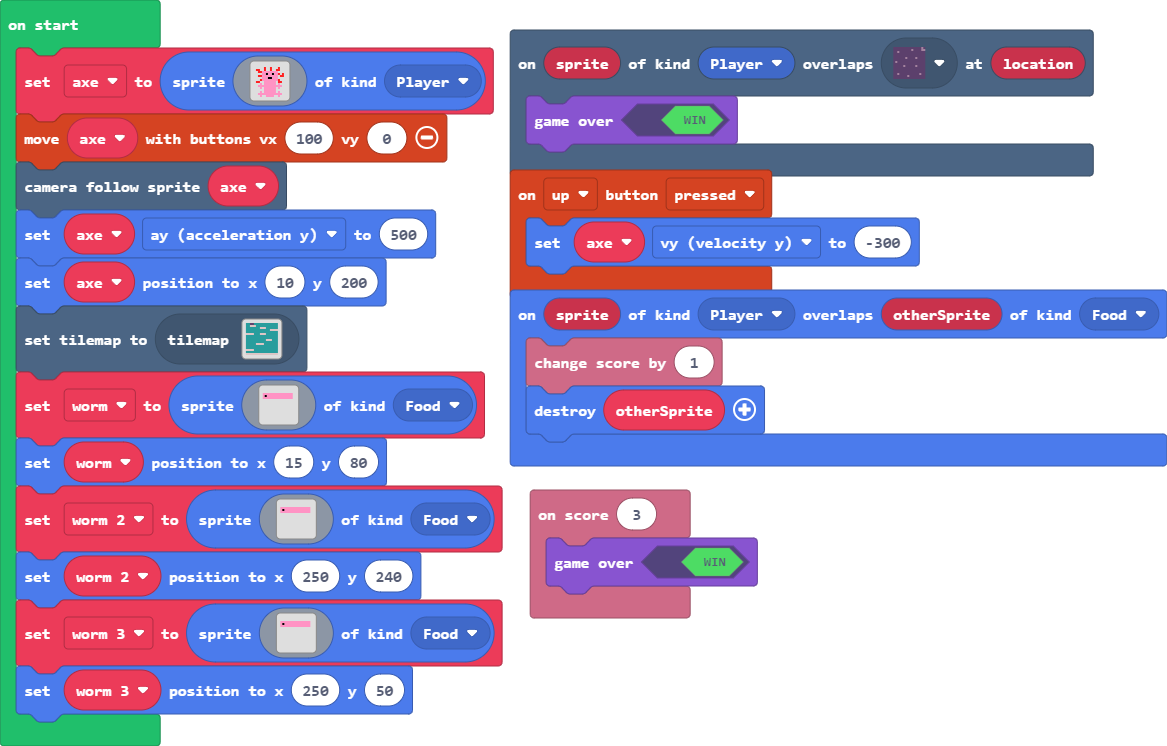 on start
set axe to sprite of kind Player
move axe with buttons vx 100 vy 0
camera follow sprite axe
set axe ay (acceleration y) to 500
set axe position to x 10 y 200
set tilemap to tilemap
set worm to sprite of kind Food
set worm position to x 15 y 80
set worm 2 to sprite of kind Food
set worm 2 position to x 250 y 240
set worm 3 to sprite of kind Food
set worm 3 position to x 250 y 50
on sprite of kind Player overlaps at location
game over WIN
on up button pressed
set axe vy (velocity y) to -300
on sprite of kind Player overlaps otherSprite of kind Food
change score by 1
destroy otherSprite
on score 3
game over WIN